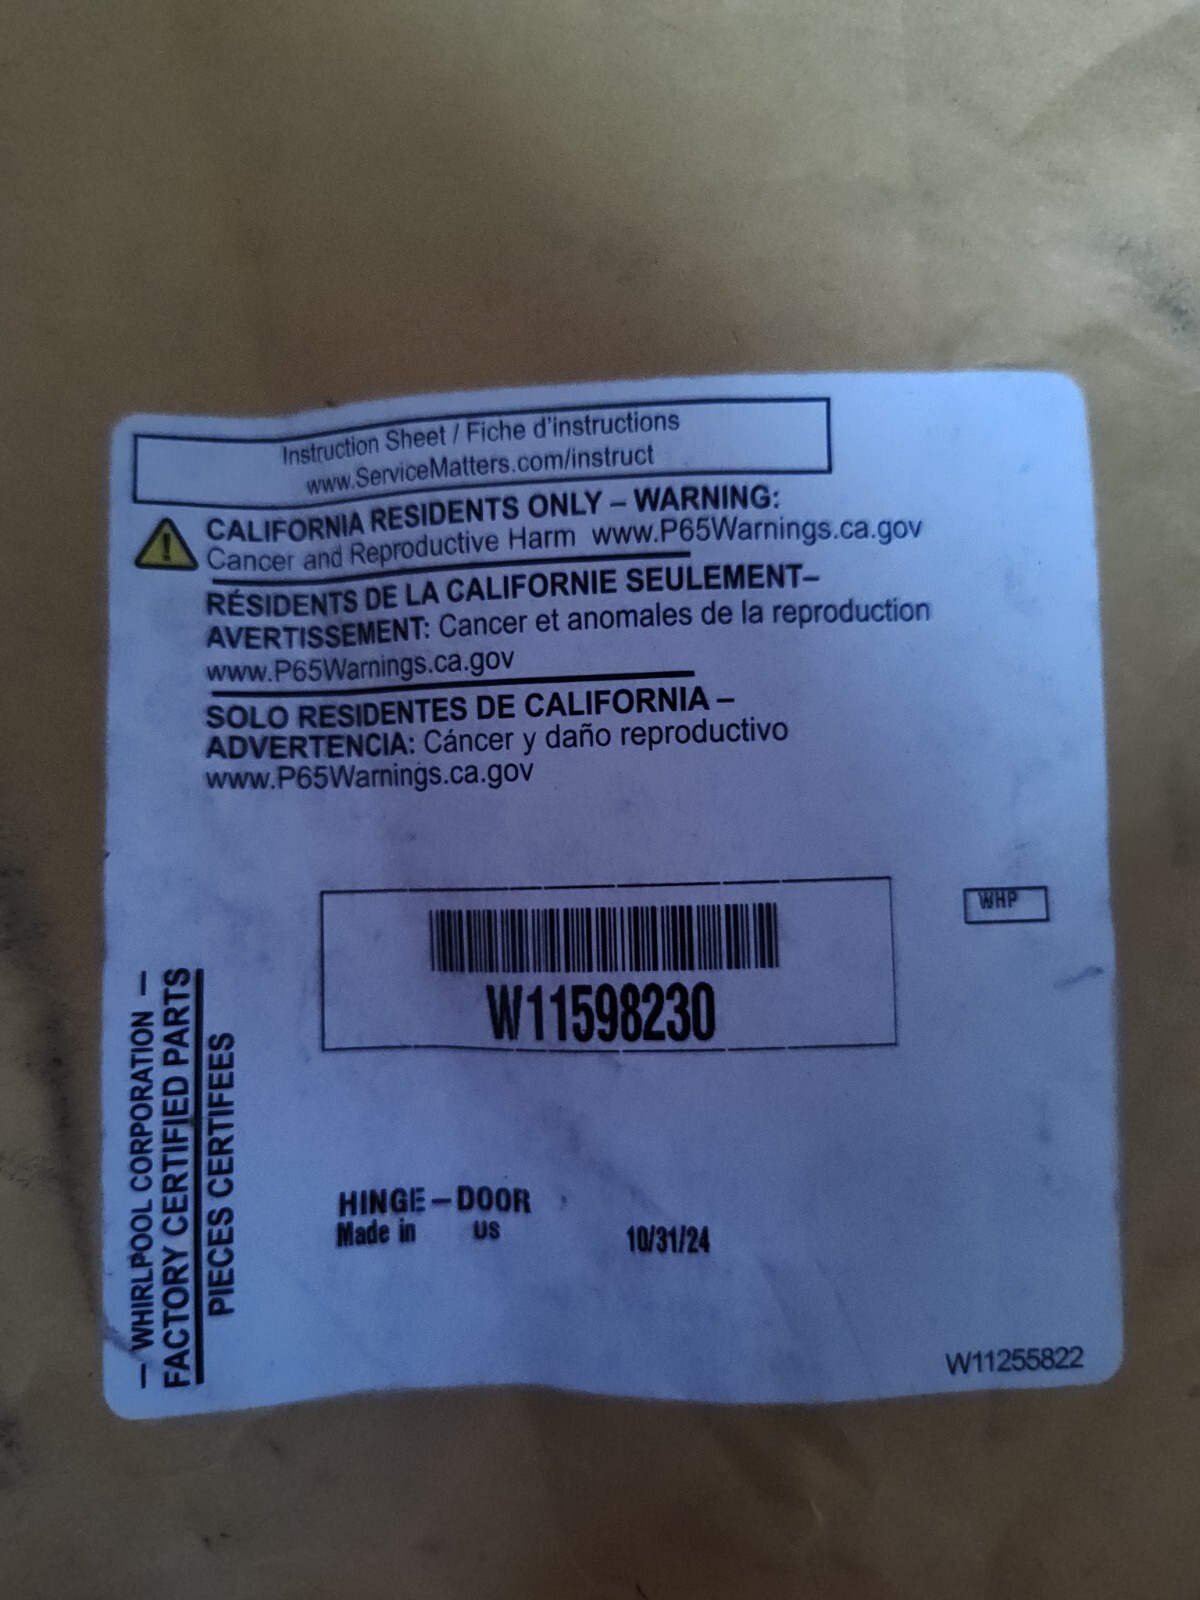 Instruction Sheet / Fiche d'instructions
www.ServiceMatters.com/instruct
CALIFORNIA RESIDENTS ONLY – WARNING:
Cancer and Reproductive Harm www.P65Warnings.ca.gov
RÉSIDENTS DE LA CALIFORNIE SEULEMENT–
AVERTISSEMENT: Cancer et anomales de la reproduction
www.P65Warnings.ca.gov
SOLO RESIDENTES DE CALIFORNIA –
ADVERTENCIA: Cáncer y daño reproductivo
www.P65Warnings.ca.gov
WHP
W11598230
— WHIRLPOOL CORPORATION —
FACTORY CERTIFIED PARTS
PIECES CERTIFEES
HINGE – DOOR
Made in US 10/31/24
W11255822